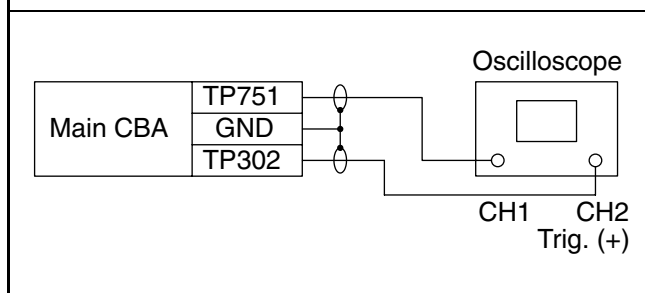 Oscilloscope
Main CBA
TP751
GND
TP302
CH1
CH2
Trig. (+)